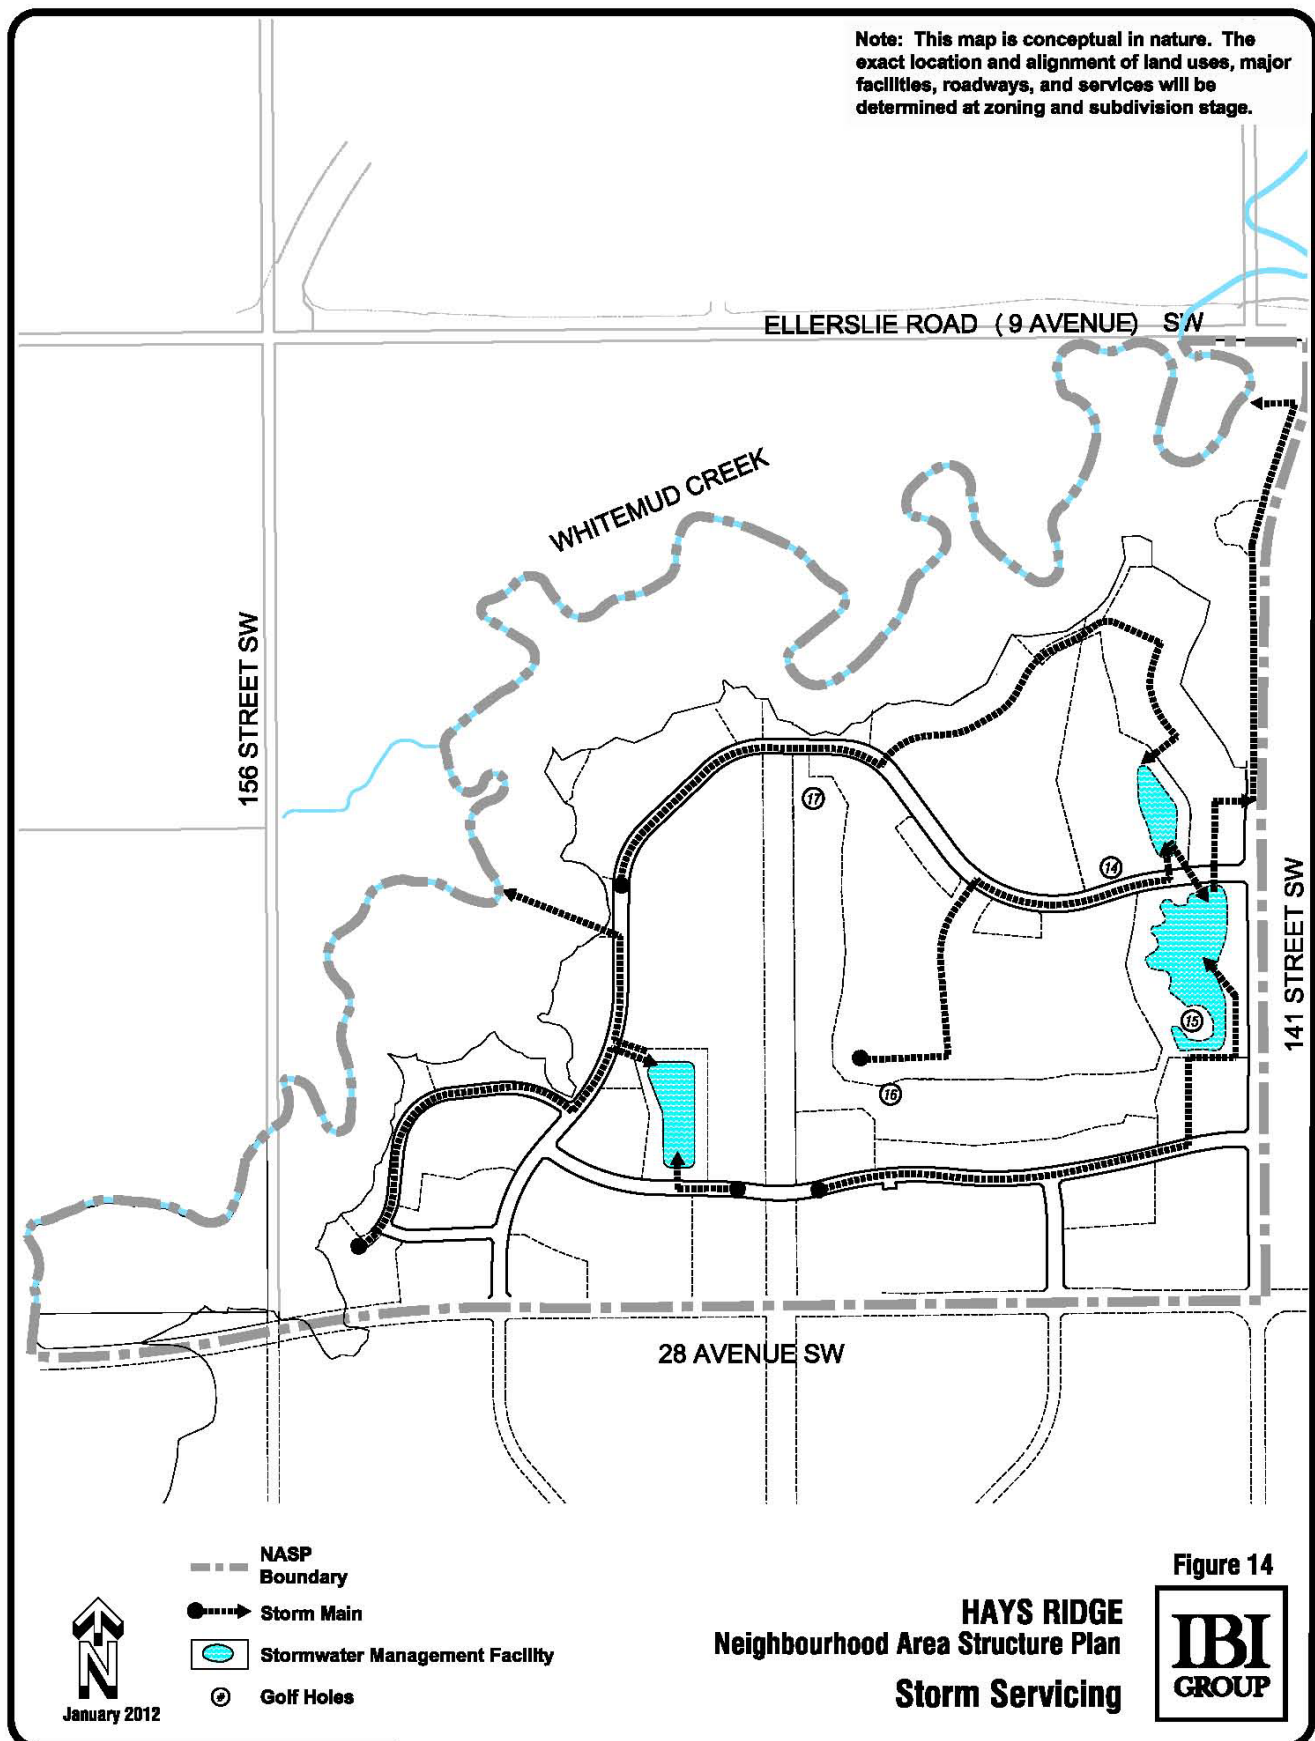 Note: This map is conceptual in nature. The
exact location and alignment of land uses, major
facilities, roadways, and services will be
determined at zoning and subdivision stage.
ELLERSLIE ROAD (9 AVENUE) SW
WHITEMUD CREEK
156 STREET SW
17
14
141 STREET SW
15
16
28 AVENUE SW
NASP
Boundary
Storm Main
Stormwater Management Facility
# Golf Holes
N
January 2012
Figure 14
HAYS RIDGE
Neighbourhood Area Structure Plan
Storm Servicing
IBI
GROUP